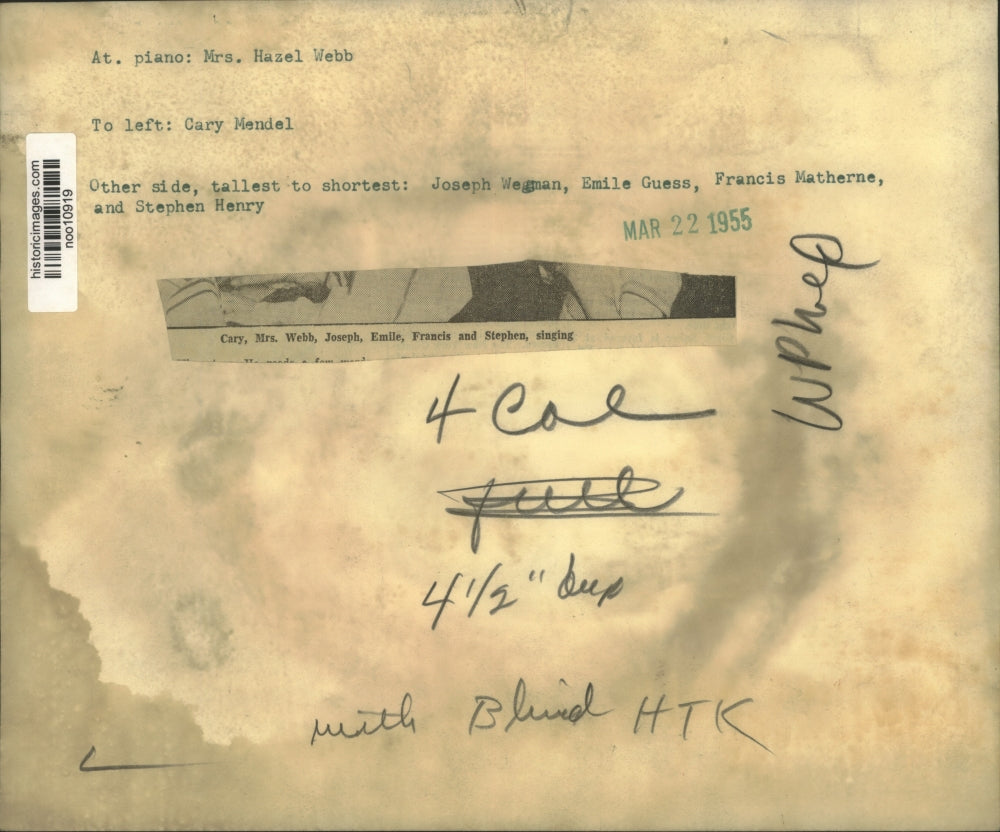 At. piano: Mrs. Hazel Webb
To left: Cary Mendel
Other side, tallest to shortest: Joseph Wegman, Emile Guess, Francis Matherne,
and Stephen Henry
MAR 22 1955
historicimages.com
noo10919
Cary, Mrs. Webb, Joseph, Emile, Francis and Stephen, singing
4 Col
full
4 1/2" deep
with Blind HTK